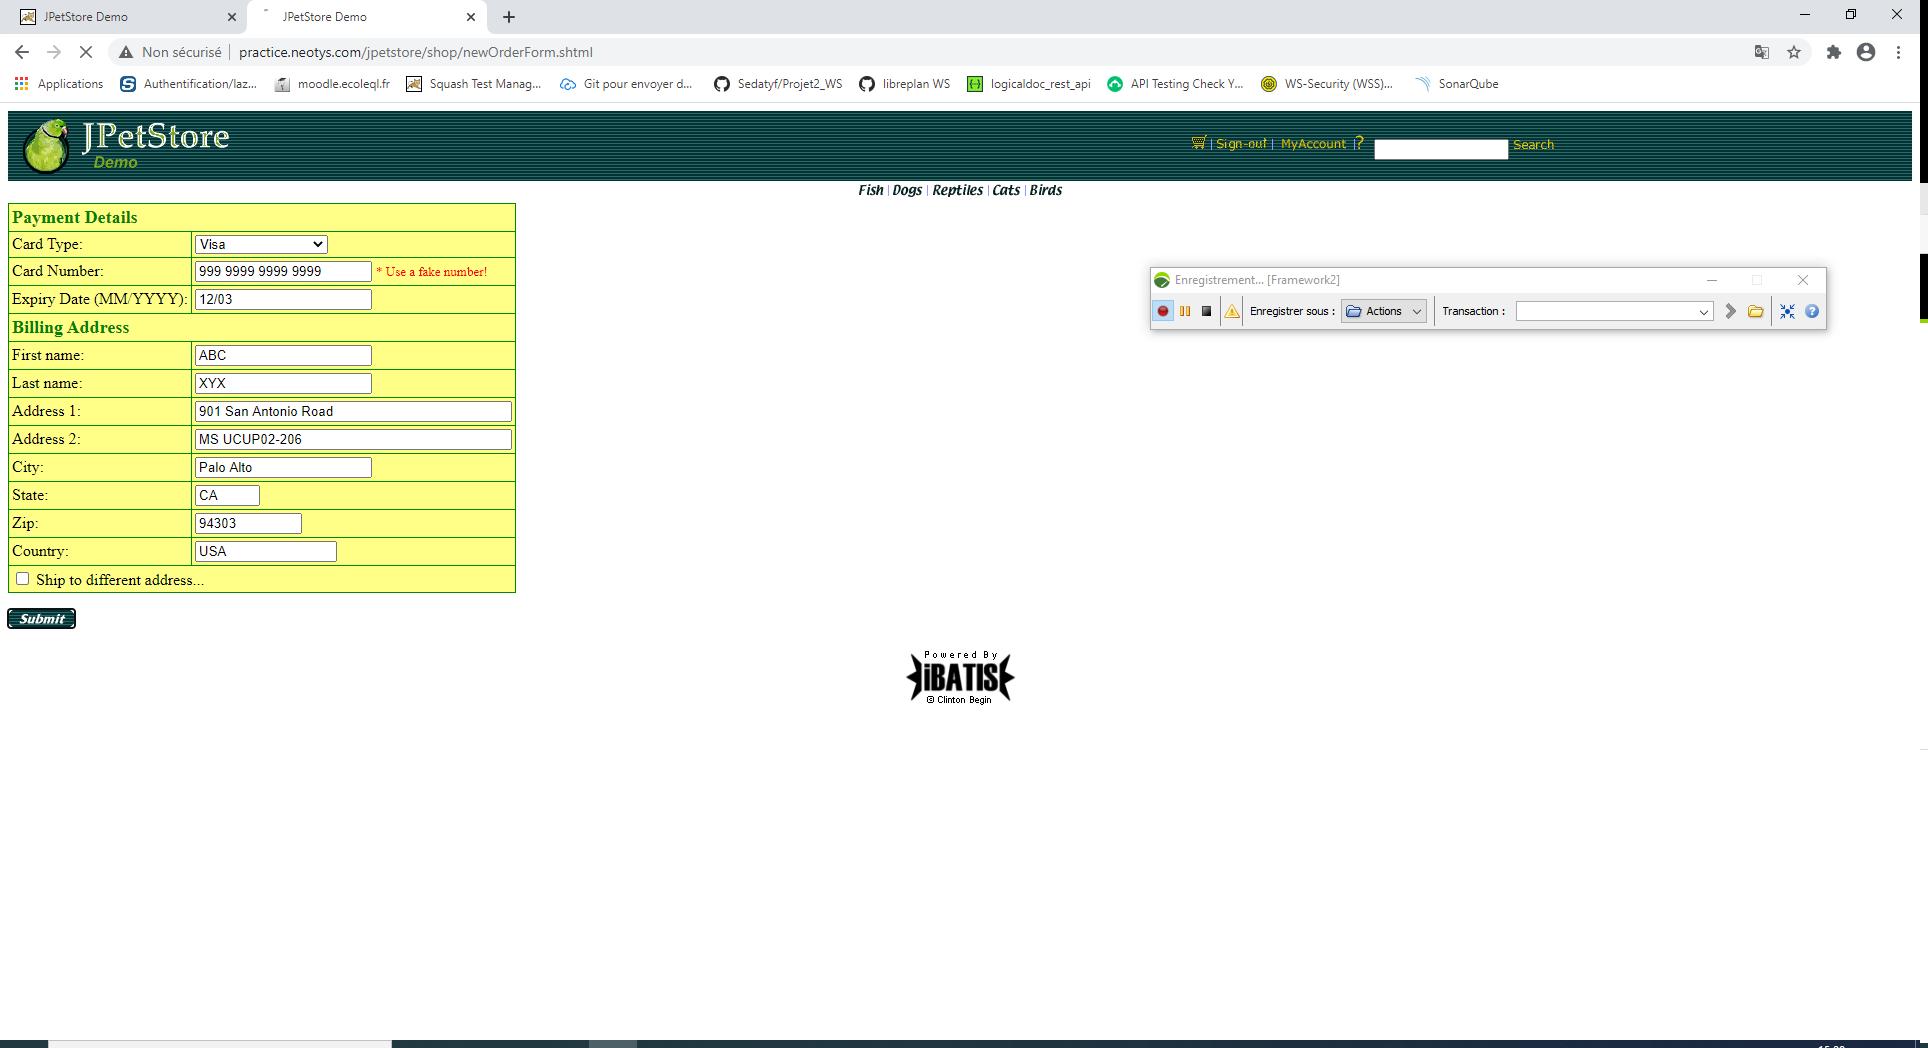 JPetStore Demo
JPetStore Demo
Non sécurisé | practice.neotys.com/jpetstore/shop/newOrderForm.shtml
Applications Authentification/laz... moodle.ecoleql.fr Squash Test Manag... Git pour envoyer d... Sedatyf/Projet2_WS libreplan WS logicaldoc_rest_api API Testing Check Y... WS-Security (WSS)... SonarQube
JPetStore
Demo
| Sign-out | MyAccount | ? Search
Fish | Dogs | Reptiles | Cats | Birds
Payment Details
Card Type: Visa
Card Number: 999 9999 9999 9999 * Use a fake number!
Expiry Date (MM/YYYY): 12/03
Billing Address
First name: ABC
Last name: XYX
Address 1: 901 San Antonio Road
Address 2: MS UCUP02-206
City: Palo Alto
State: CA
Zip: 94303
Country: USA
Ship to different address...
Submit
Enregistrement... [Framework2]
Enregistrer sous : Actions Transaction :
Powered By
iBATIS
© Clinton Begin